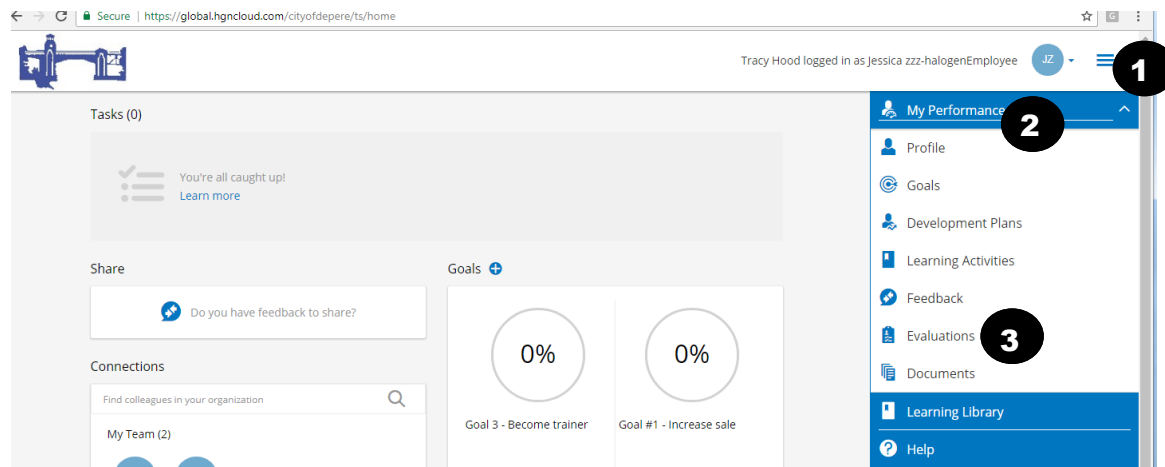 Secure | https://global.hgncloud.com/cityofdepere/ts/home
G
Tracy Hood logged in as Jessica zzz-halogenEmployee
JZ
1
Tasks (0)
You're all caught up!
Learn more
Share
Do you have feedback to share?
Connections
Find colleagues in your organization
My Team (2)
Goals
0%
Goal 3 - Become trainer
0%
Goal #1 - Increase sale
My Performance
2
Profile
Goals
Development Plans
Learning Activities
Feedback
Evaluations
3
Documents
Learning Library
Help